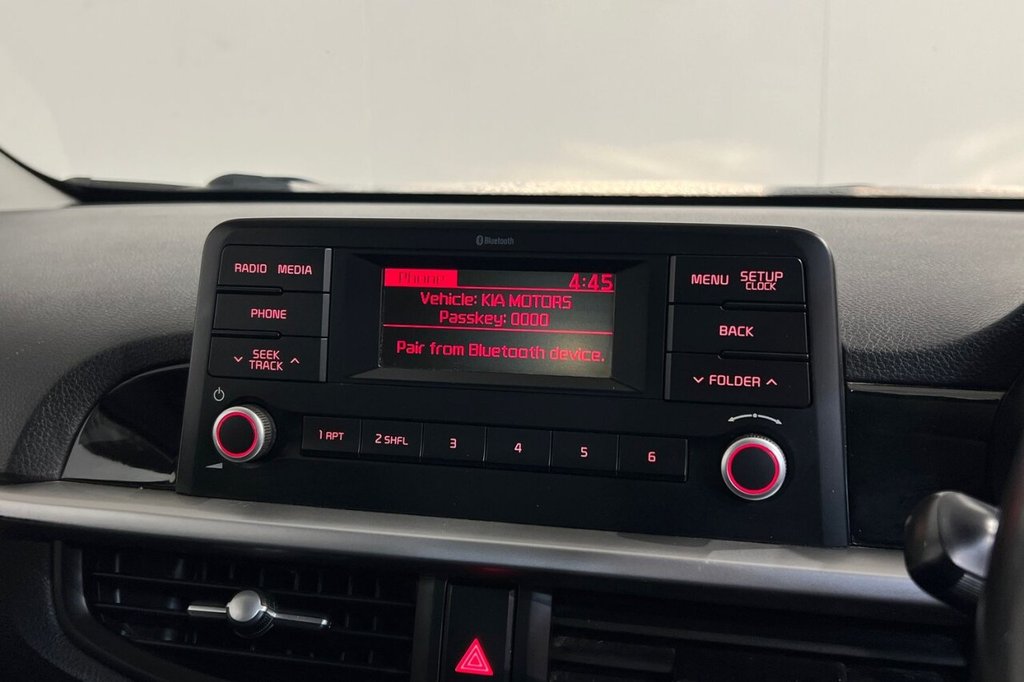 Bluetooth
RADIO MEDIA
PHONE
SEEK
TRACK
Phone 4:45
Vehicle: KIA MOTORS
Passkey: 0000
Pair from Bluetooth device.
MENU SETUP
CLOCK
BACK
FOLDER
1 RPT 2 SHFL 3 4 5 6